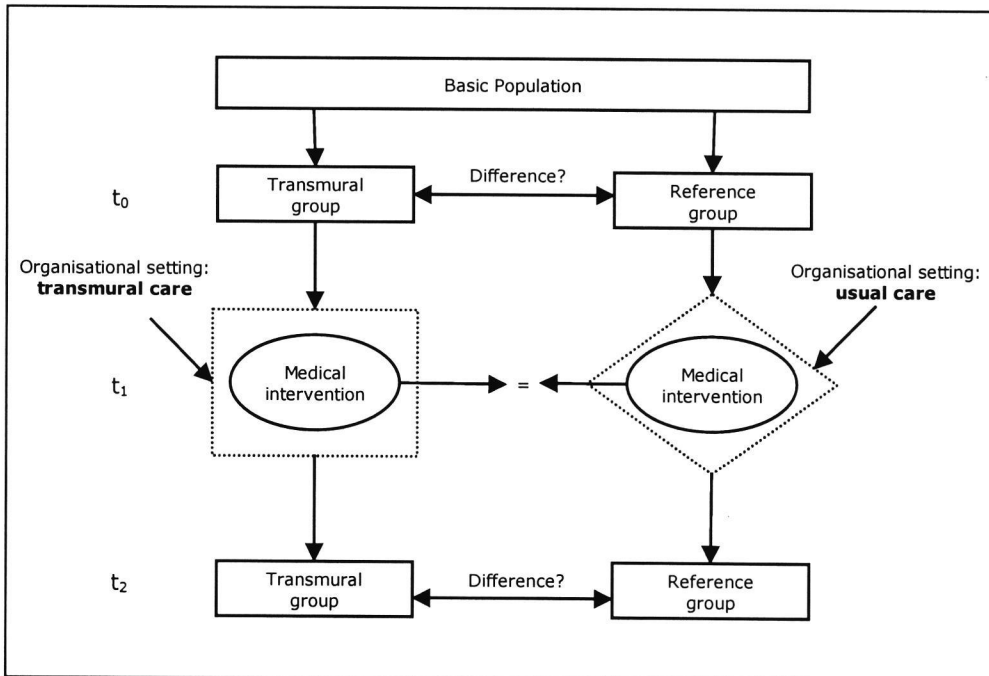 Basic Population
Difference?
t₀
Transmural
group
Reference
group
Organisational setting:
transmural care
Organisational setting:
usual care
t₁
Medical
intervention
=
Medical
intervention
t₂
Transmural
group
Difference?
Reference
group